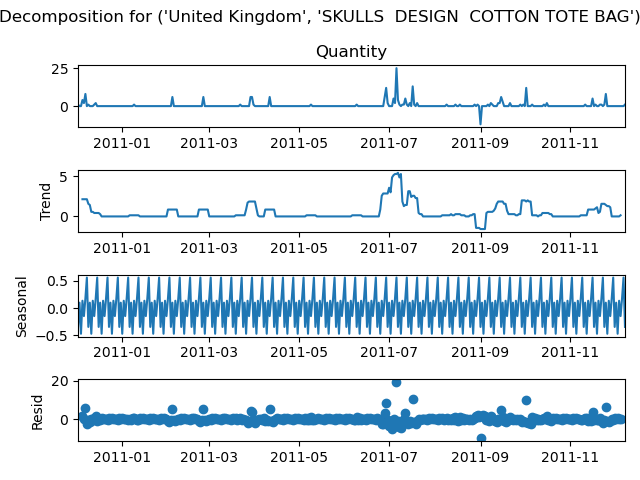 Decomposition for ('United Kingdom', 'SKULLS  DESIGN  COTTON TOTE BAG')
Quantity
25
0
2011-01 2011-03 2011-05 2011-07 2011-09 2011-11
Trend
5
0
2011-01 2011-03 2011-05 2011-07 2011-09 2011-11
Seasonal
0.5
0.0
−0.5
2011-01 2011-03 2011-05 2011-07 2011-09 2011-11
Resid
20
0
2011-01 2011-03 2011-05 2011-07 2011-09 2011-11